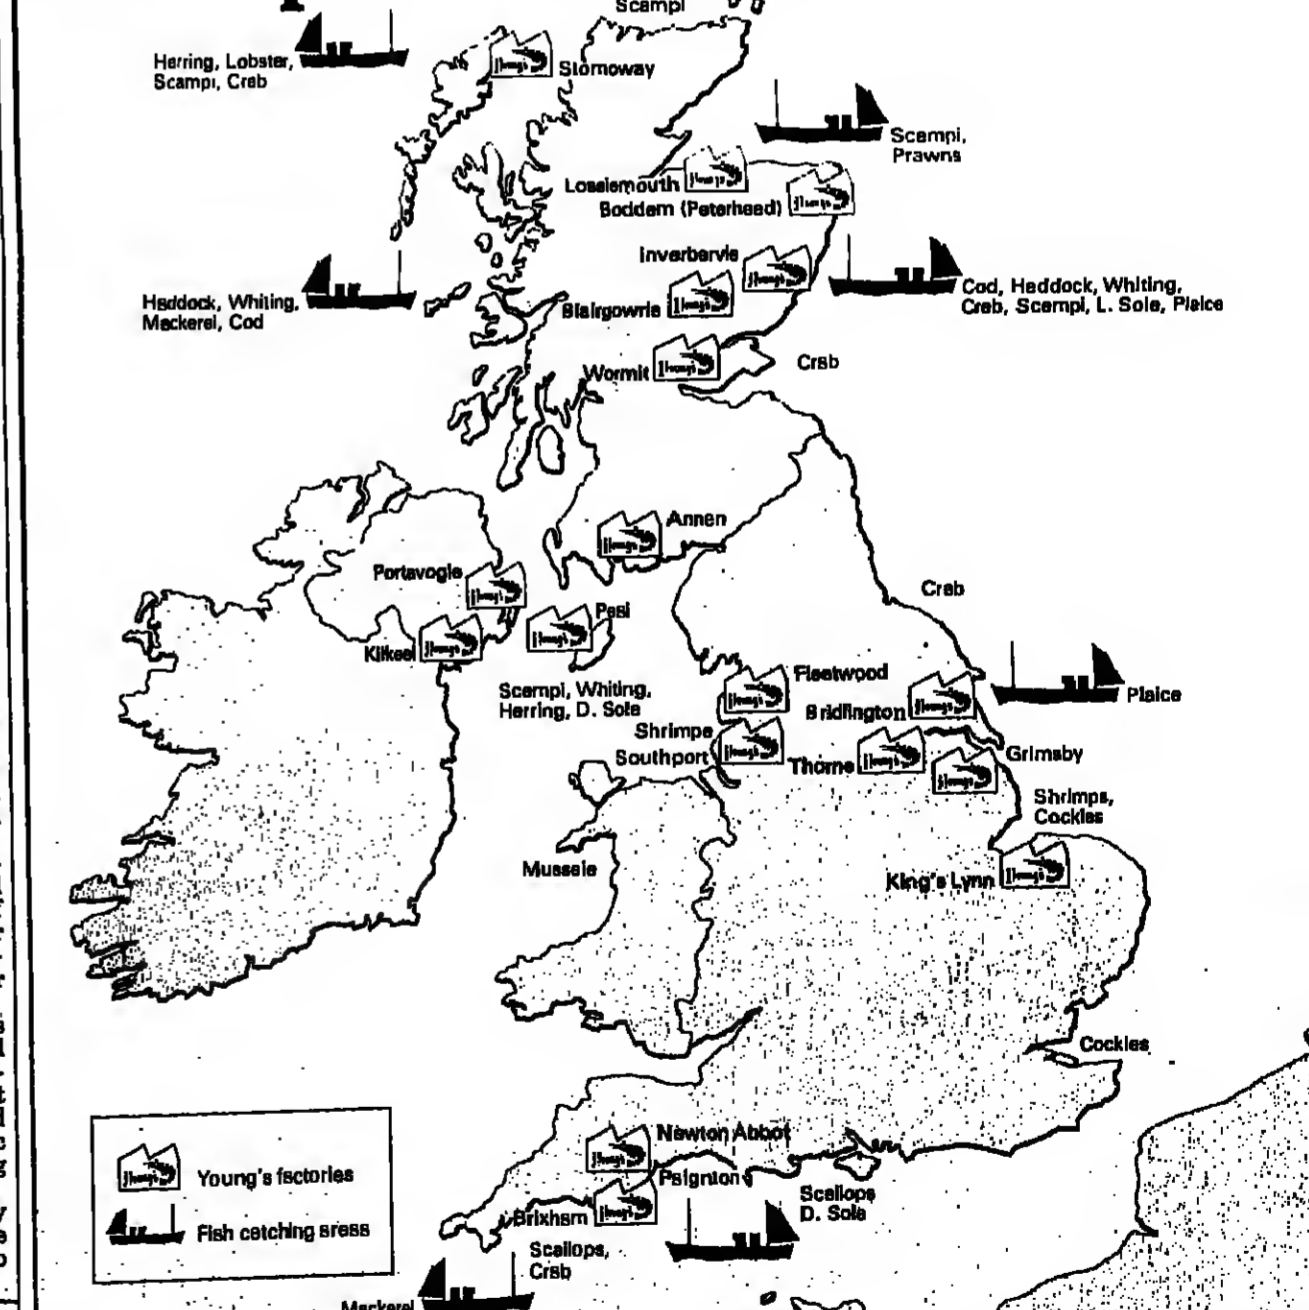 Scampi
Herring, Lobster,
Scampi, Crab
Stornoway
Scampi,
Prawns
Lossiemouth
Boddam (Peterhead)
Inverbervie
Haddock, Whiting,
Mackerel, Cod
Blairgowrie
Cod, Haddock, Whiting,
Crab, Scampi, L. Sole, Plaice
Wormit
Crab
Annan
Portavogie
Crab
Peel
Kilkeel
Fleetwood
Scampi, Whiting,
Herring, D. Sole
Bridlington
Plaice
Shrimps
Southport
Thorne
Grimsby
Shrimps,
Cockles
Mussels
King's Lynn
Cockles
Newton Abbot
Paignton
Young's factories
Scallops
D. Sole
Brixham
Fish catching areas
Scallops,
Crab
Mackerel